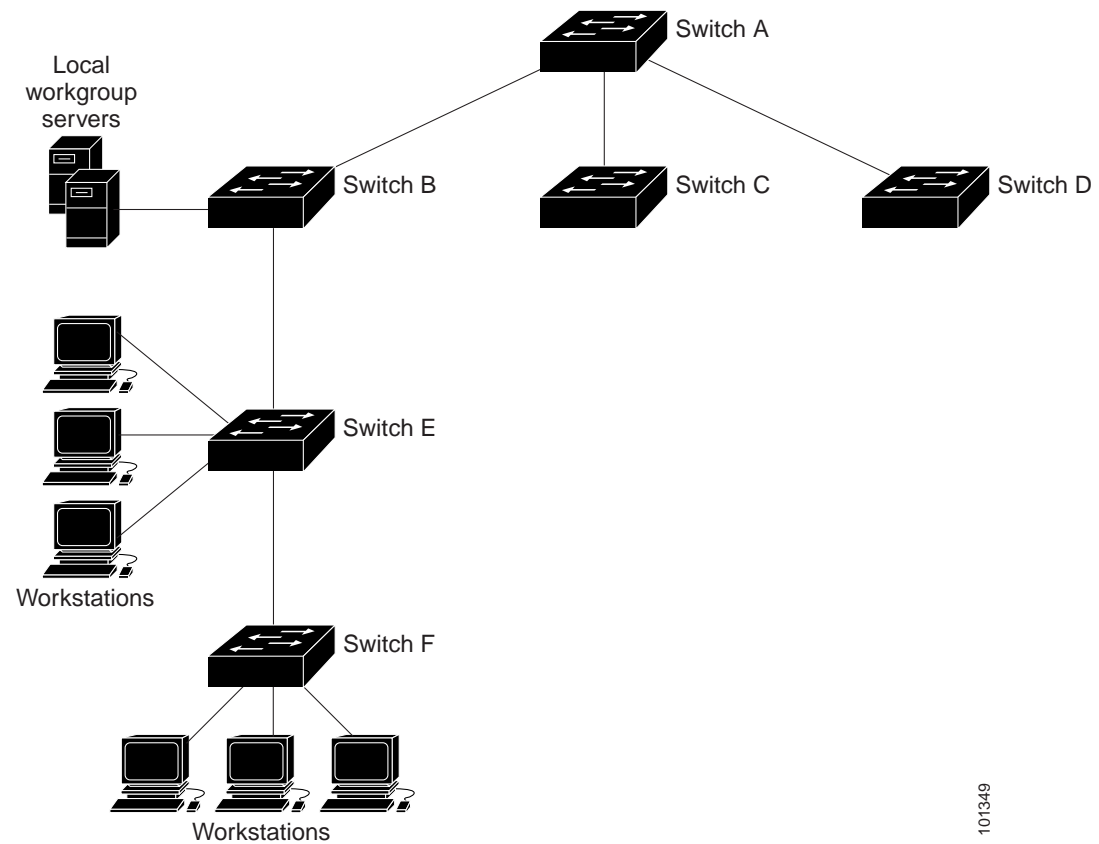 Switch A
Local
workgroup
servers
Switch B
Switch C
Switch D
Switch E
Workstations
Switch F
Workstations
101349